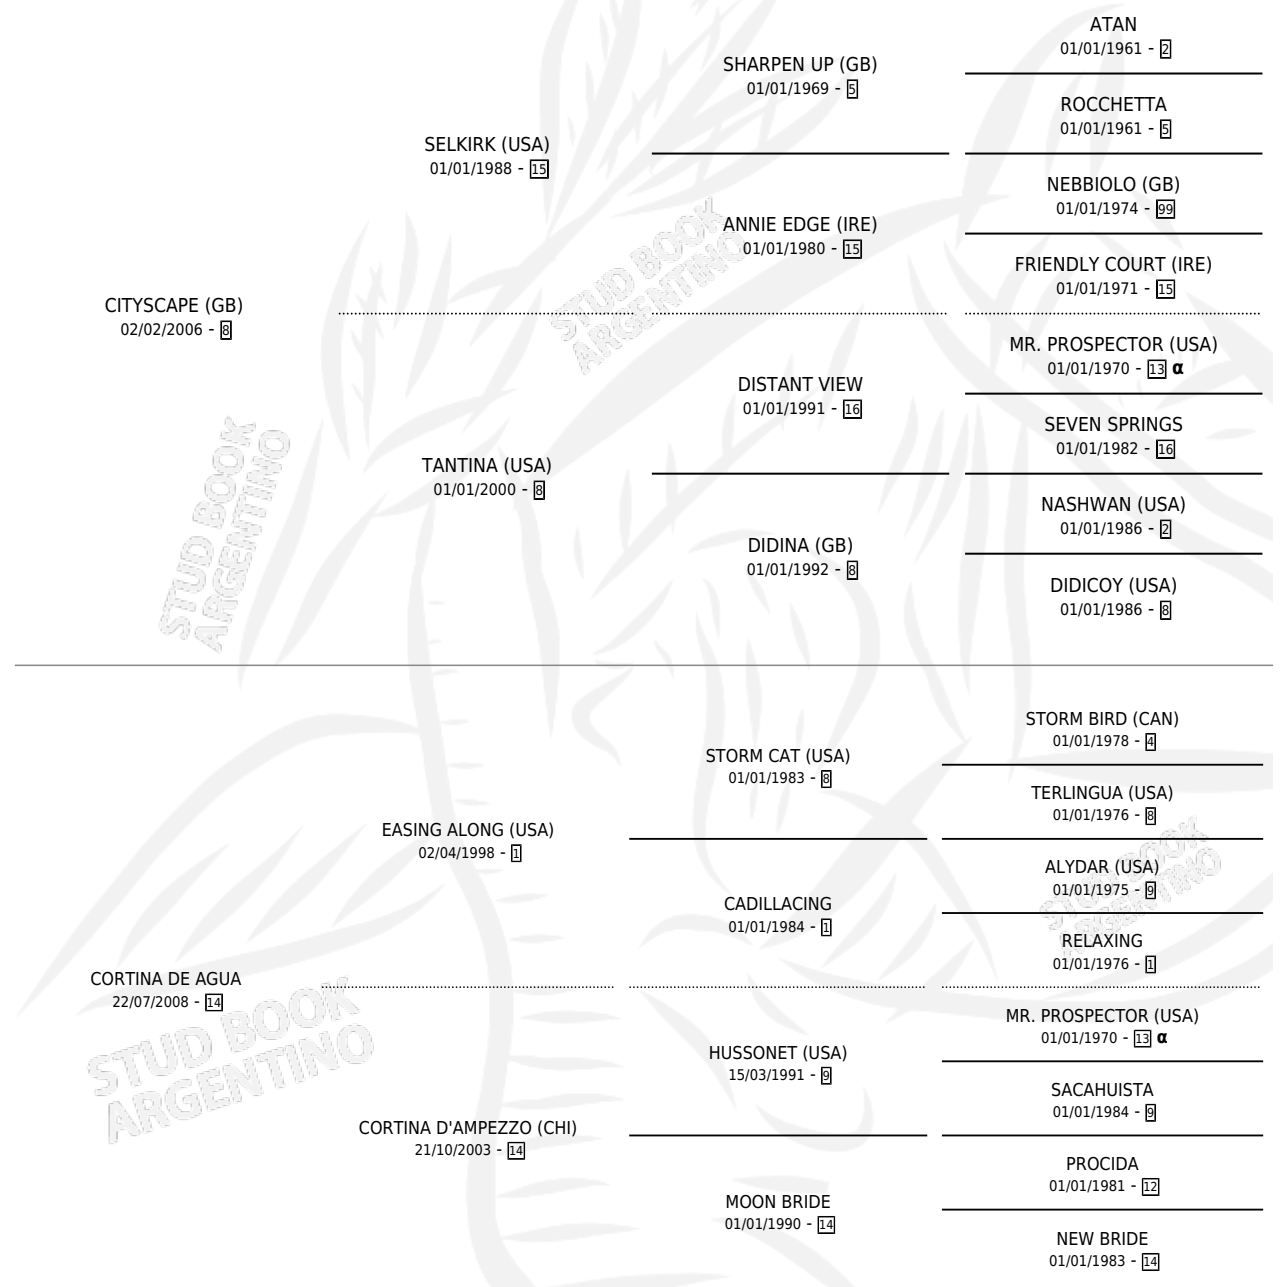 ATAN
01/01/1961 - 2
SHARPEN UP (GB)
01/01/1969 - 5
ROCCHETTA
01/01/1961 - 5
SELKIRK (USA)
01/01/1988 - 15
NEBBIOLO (GB)
01/01/1974 - 99
ANNIE EDGE (IRE)
01/01/1980 - 15
FRIENDLY COURT (IRE)
01/01/1971 - 15
CITYSCAPE (GB)
02/02/2006 - 8
MR. PROSPECTOR (USA)
01/01/1970 - 13 α
DISTANT VIEW
01/01/1991 - 16
SEVEN SPRINGS
01/01/1982 - 16
TANTINA (USA)
01/01/2000 - 8
NASHWAN (USA)
01/01/1986 - 2
DIDINA (GB)
01/01/1992 - 8
DIDICOY (USA)
01/01/1986 - 8
STORM BIRD (CAN)
01/01/1978 - 4
STORM CAT (USA)
01/01/1983 - 8
TERLINGUA (USA)
01/01/1976 - 8
EASING ALONG (USA)
02/04/1998 - 1
ALYDAR (USA)
01/01/1975 - 9
CADILLACING
01/01/1984 - 1
RELAXING
01/01/1976 - 1
CORTINA DE AGUA
22/07/2008 - 14
MR. PROSPECTOR (USA)
01/01/1970 - 13 α
HUSSONET (USA)
15/03/1991 - 9
SACAHUISTA
01/01/1984 - 9
CORTINA D'AMPEZZO (CHI)
21/10/2003 - 14
PROCIDA
01/01/1981 - 12
MOON BRIDE
01/01/1990 - 14
NEW BRIDE
01/01/1983 - 14
STUD BOOK
ARGENTINO
STUD BOOK
ARGENTINO
STUD BOOK
ARGENTINO
STUD BOOK
ARGENTINO